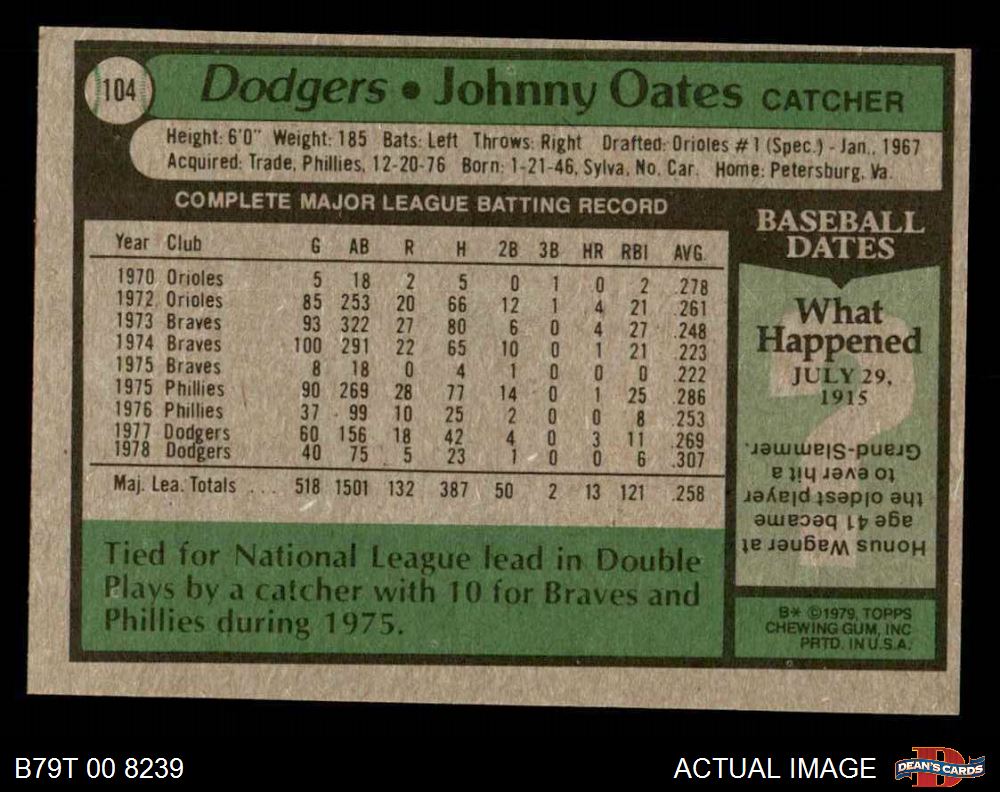 104
Dodgers • Johnny Oates CATCHER
Height: 6'0" Weight: 185 Bats: Left Throws: Right Drafted: Orioles #1 (Spec.) - Jan., 1967
Acquired: Trade, Phillies, 12-20-76 Born: 1-21-46, Sylva, No. Car. Home: Petersburg, Va.
COMPLETE MAJOR LEAGUE BATTING RECORD
Year Club G AB R H 2B 3B HR RBI AVG.
1970 Orioles 5 18 2 5 0 1 0 2 .278
1972 Orioles 85 253 20 66 12 1 4 21 .261
1973 Braves 93 322 27 80 6 0 4 27 .248
1974 Braves 100 291 22 65 10 0 1 21 .223
1975 Braves 8 18 0 4 1 0 0 0 .222
1975 Phillies 90 269 28 77 14 0 1 25 .286
1976 Phillies 37 99 10 25 2 0 0 8 .253
1977 Dodgers 60 156 18 42 4 0 3 11 .269
1978 Dodgers 40 75 5 23 1 0 0 6 .307
Maj. Lea. Totals ... 518 1501 132 387 50 2 13 121 .258
Tied for National League lead in Double
Plays by a catcher with 10 for Braves and
Phillies during 1975.
BASEBALL
DATES
What
Happened
JULY 29,
1915
?
Honus Wagner at
age 41 became
the oldest player
to ever hit a
Grand-Slammer.
B* ©1979, TOPPS
CHEWING GUM, INC
PRTD. IN U.S.A.
B79T 00 8239
ACTUAL IMAGE
D
DEAN'S CARDS